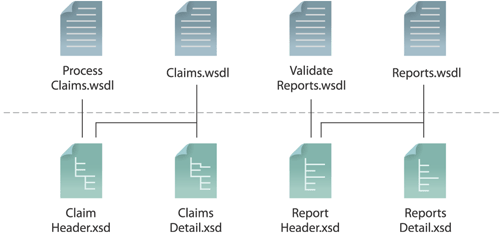 Process
Claims.wsdl
Claims.wsdl
Validate
Reports.wsdl
Reports.wsdl
Claim
Header.xsd
Claims
Detail.xsd
Report
Header.xsd
Reports
Detail.xsd